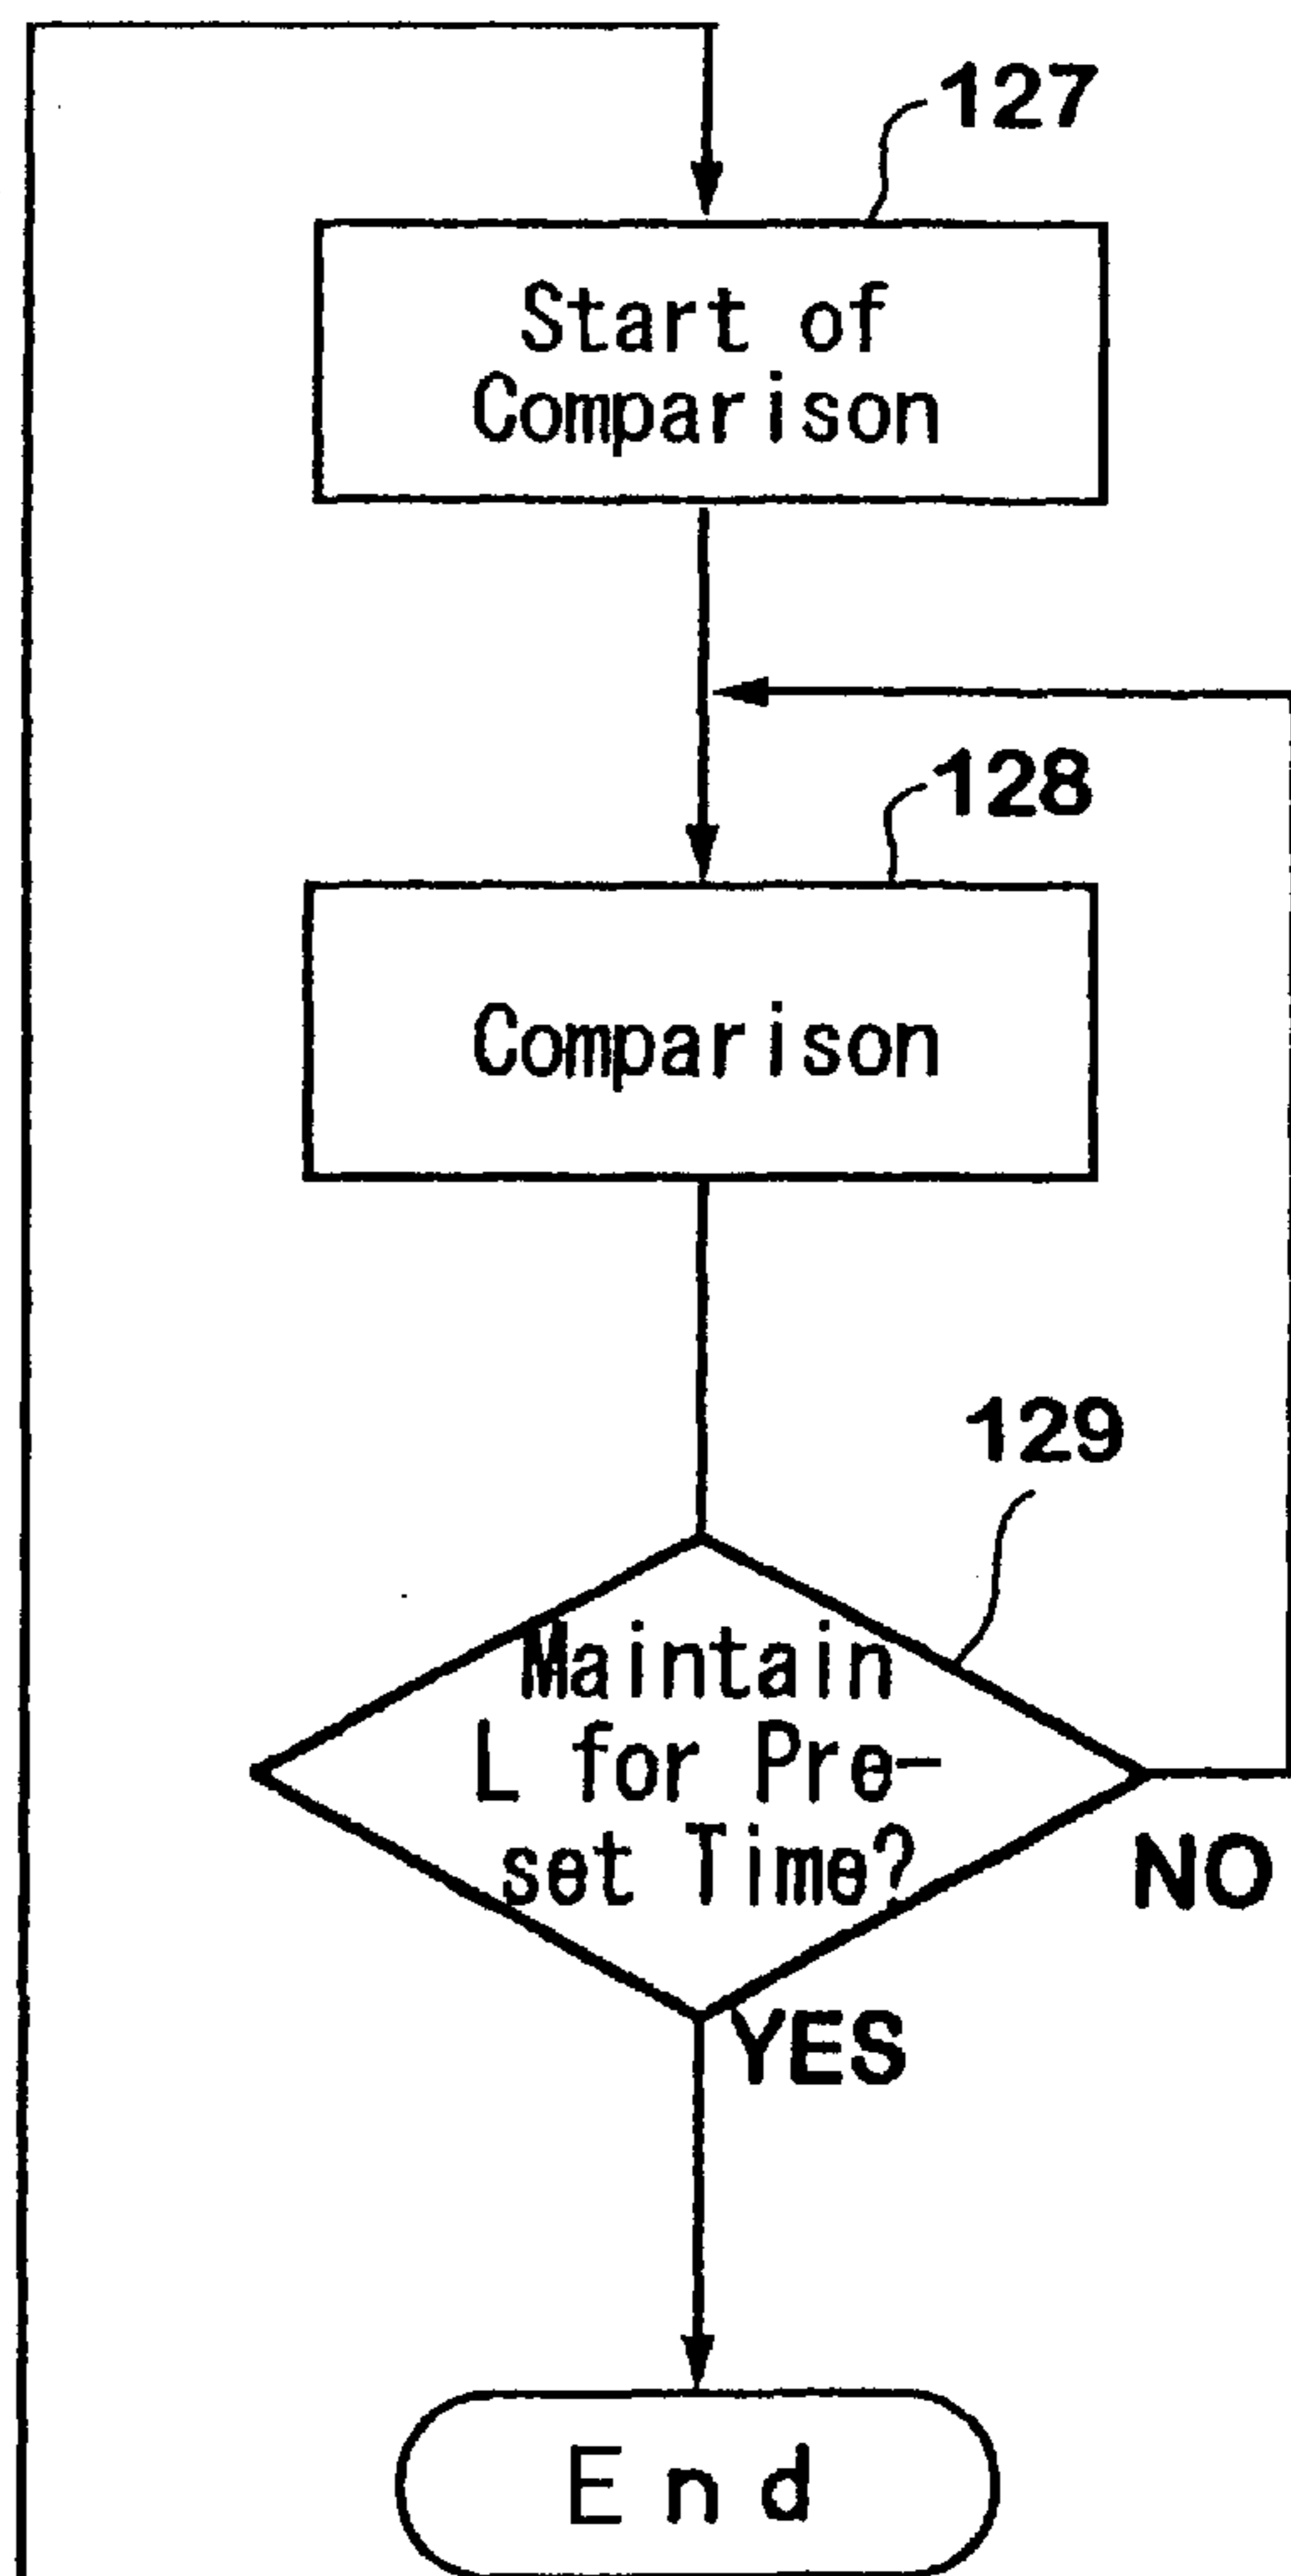 127
Start of
Comparison
128
Comparison
129
Maintain
L for Pre-
set Time?
NO
YES
End